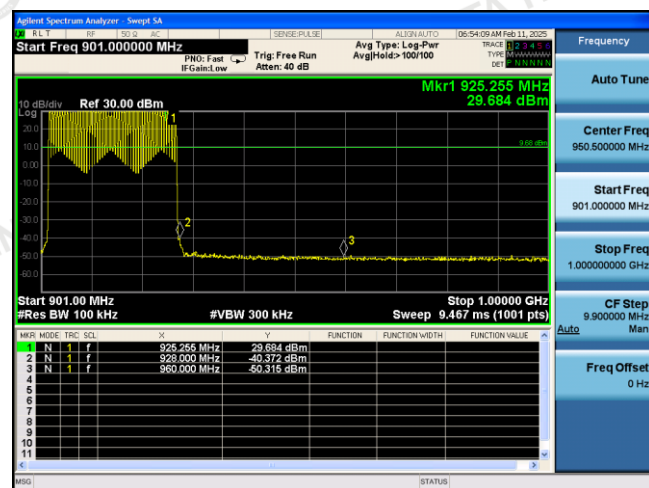 Agilent Spectrum Analyzer - Swept SA
RL T RF 50 Ω AC SENSE:PULSE ALIGN AUTO 06:54:09 AM Feb 11, 2025
Start Freq 901.000000 MHz
PNO: Fast
IFGain:Low
Trig: Free Run
Atten: 40 dB
Avg Type: Log-Pwr
Avg|Hold:>100/100
TRACE 1 2 3 4 5 6
TYPE MWWWWW
DET P NNNNN
Mkr1 925.255 MHz
29.684 dBm
10 dB/div Ref 30.00 dBm
Log
20.0
10.0
0.00
-10.0
-20.0
-30.0
-40.0
-50.0
-60.0
1
9.68 dBm
2
3
Start 901.00 MHz Stop 1.00000 GHz
#Res BW 100 kHz #VBW 300 kHz Sweep 9.467 ms (1001 pts)
MKR MODE TRC SCL X Y FUNCTION FUNCTION WIDTH FUNCTION VALUE
1 N 1 f 925.255 MHz 29.684 dBm
2 N 1 f 928.000 MHz -40.372 dBm
3 N 1 f 960.000 MHz -50.315 dBm
4
5
6
7
8
9
10
11
MSG STATUS
Frequency
Auto Tune
Center Freq
950.500000 MHz
Start Freq
901.000000 MHz
Stop Freq
1.000000000 GHz
CF Step
9.900000 MHz
Auto Man
Freq Offset
0 Hz